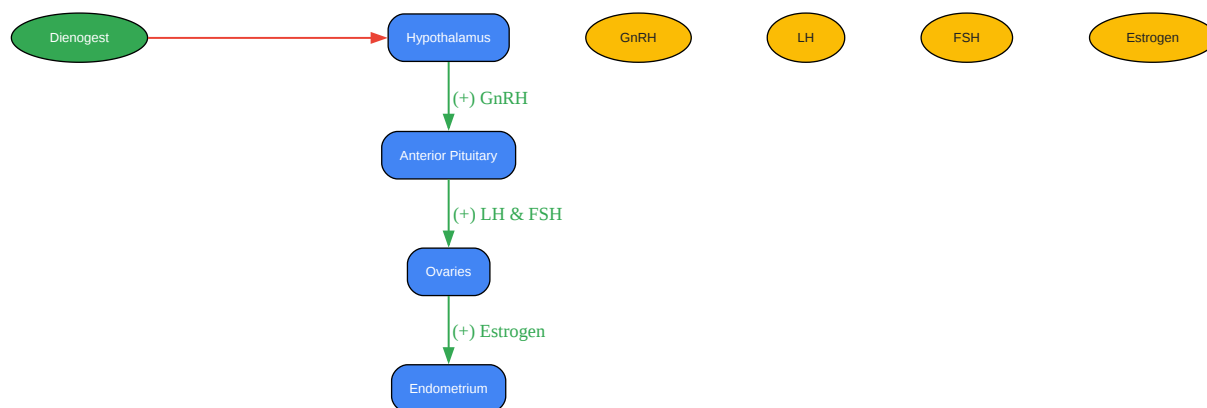 Dienogest
Hypothalamus
GnRH
LH
FSH
Estrogen
(+) GnRH
Anterior Pituitary
(+) LH & FSH
Ovaries
(+) Estrogen
Endometrium